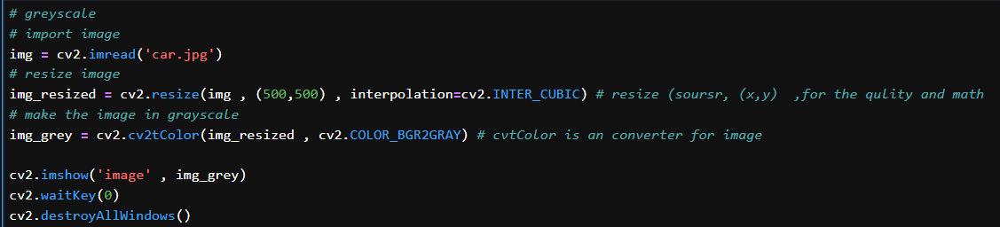 # greyscale
# import image
img = cv2.imread('car.jpg')
# resize image
img_resized = cv2.resize(img , (500,500) , interpolation=cv2.INTER_CUBIC) # resize (soursr, (x,y)  ,for the qulity and math
# make the image in grayscale
img_grey = cv2.cv2tColor(img_resized , cv2.COLOR_BGR2GRAY) # cvtColor is an converter for image
cv2.imshow('image' , img_grey)
cv2.waitKey(0)
cv2.destroyAllWindows()